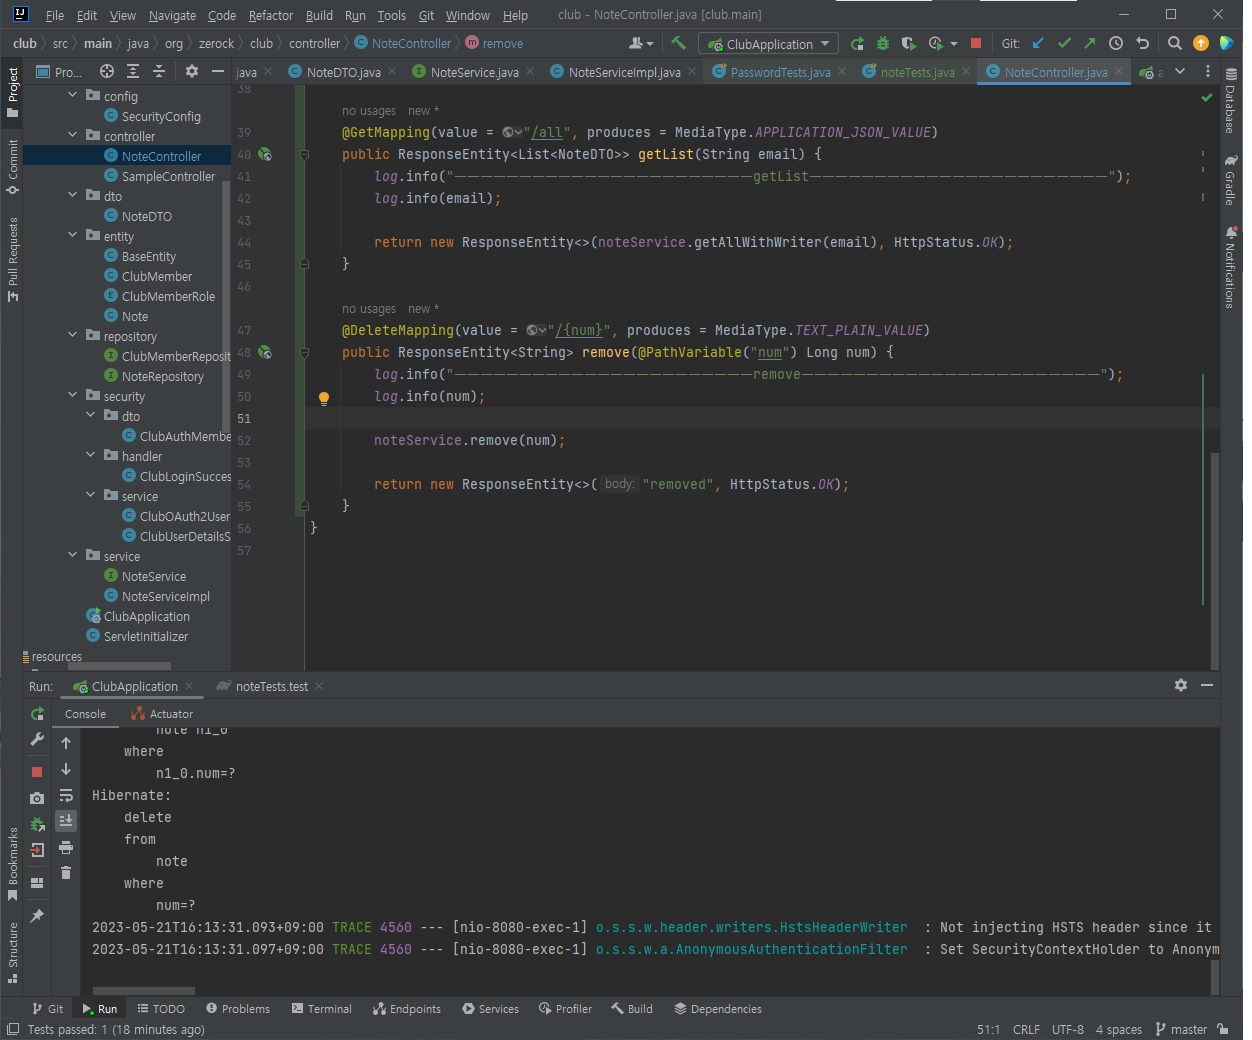 File Edit View Navigate Code Refactor Build Run Tools Git Window Help club - NoteController.java [club.main]
club src main java org zerock club controller NoteController remove ClubApplication Git:
Pro... java NoteDTO.java NoteService.java NoteServiceImpl.java PasswordTests.java noteTests.java NoteController.java a
Project
Commit
Pull Requests
Bookmarks
Structure
config
SecurityConfig
controller
NoteController
SampleController
dto
NoteDTO
entity
BaseEntity
ClubMember
ClubMemberRole
Note
repository
ClubMemberReposit
NoteRepository
security
dto
ClubAuthMembe
handler
ClubLoginSucces
service
ClubOAuth2User
ClubUserDetailsS
service
NoteService
NoteServiceImpl
ClubApplication
ServletInitializer
resources
38
no usages new *
39 @GetMapping(value = "/all", produces = MediaType.APPLICATION_JSON_VALUE)
40 public ResponseEntity<List<NoteDTO>> getList(String email) {
41 log.info("-------------------------getList-------------------------");
42 log.info(email);
43
44 return new ResponseEntity<>(noteService.getAllWithWriter(email), HttpStatus.OK);
45 }
46
no usages new *
47 @DeleteMapping(value = "/{num}", produces = MediaType.TEXT_PLAIN_VALUE)
48 public ResponseEntity<String> remove(@PathVariable("num") Long num) {
49 log.info("-------------------------remove-------------------------");
50 log.info(num);
51
52 noteService.remove(num);
53
54 return new ResponseEntity<>( body: "removed", HttpStatus.OK);
55 }
56 }
57
Database
Gradle
Notifications
Run: ClubApplication noteTests.test
Console Actuator
note n1_0
where
n1_0.num=?
Hibernate:
delete
from
note
where
num=?
2023-05-21T16:13:31.093+09:00 TRACE 4560 --- [nio-8080-exec-1] o.s.s.w.header.writers.HstsHeaderWriter : Not injecting HSTS header since it
2023-05-21T16:13:31.097+09:00 TRACE 4560 --- [nio-8080-exec-1] o.s.s.w.a.AnonymousAuthenticationFilter : Set SecurityContextHolder to Anonym
Git Run TODO Problems Terminal Endpoints Services Profiler Build Dependencies
Tests passed: 1 (18 minutes ago) 51:1 CRLF UTF-8 4 spaces master